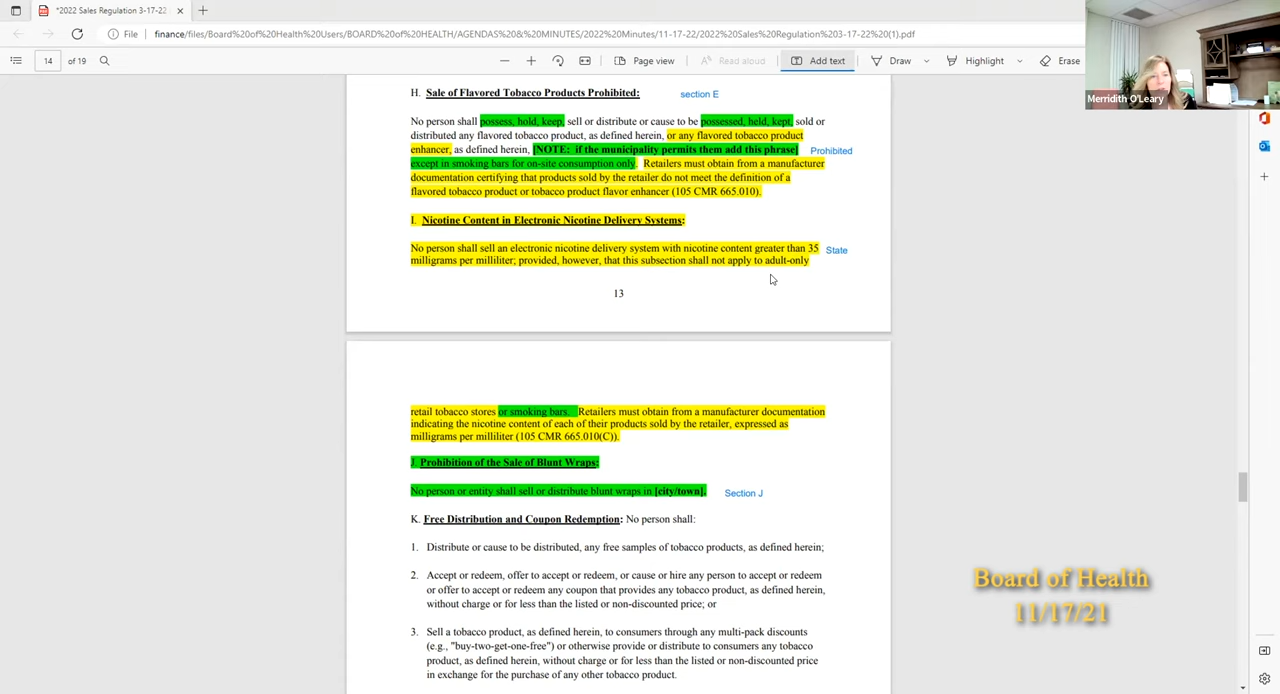 *2022 Sales Regulation 3-17-22
File
finance/files/Board%20of%20Health%20Users/BOARD%20of%20HEALTH/AGENDAS%20&%20MINUTES/2022%20Minutes/11-17-22/2022%20Sales%20Regulation%203-17-22%20(1).pdf
14 of 19
Page view
Read aloud
Add text
Draw
Highlight
Erase
Merridith O'Leary
H. Sale of Flavored Tobacco Products Prohibited: section E
No person shall possess, hold, keep, sell or distribute or cause to be possessed, held, kept, sold or
distributed any flavored tobacco product, as defined herein, or any flavored tobacco product
enhancer, as defined herein, [NOTE: if the municipality permits them add this phrase] Prohibited
except in smoking bars for on-site consumption only. Retailers must obtain from a manufacturer
documentation certifying that products sold by the retailer do not meet the definition of a
flavored tobacco product or tobacco product flavor enhancer (105 CMR 665.010).
I. Nicotine Content in Electronic Nicotine Delivery Systems:
No person shall sell an electronic nicotine delivery system with nicotine content greater than 35 State
milligrams per milliliter; provided, however, that this subsection shall not apply to adult-only
13
retail tobacco stores or smoking bars. Retailers must obtain from a manufacturer documentation
indicating the nicotine content of each of their products sold by the retailer, expressed as
milligrams per milliliter (105 CMR 665.010(C)).
J. Prohibition of the Sale of Blunt Wraps:
No person or entity shall sell or distribute blunt wraps in [city/town]. Section J
K. Free Distribution and Coupon Redemption: No person shall:
1. Distribute or cause to be distributed, any free samples of tobacco products, as defined herein;
2. Accept or redeem, offer to accept or redeem, or cause or hire any person to accept or redeem
or offer to accept or redeem any coupon that provides any tobacco product, as defined herein,
without charge or for less than the listed or non-discounted price; or
3. Sell a tobacco product, as defined herein, to consumers through any multi-pack discounts
(e.g., "buy-two-get-one-free") or otherwise provide or distribute to consumers any tobacco
product, as defined herein, without charge or for less than the listed or non-discounted price
in exchange for the purchase of any other tobacco product.
Board of Health
11/17/21